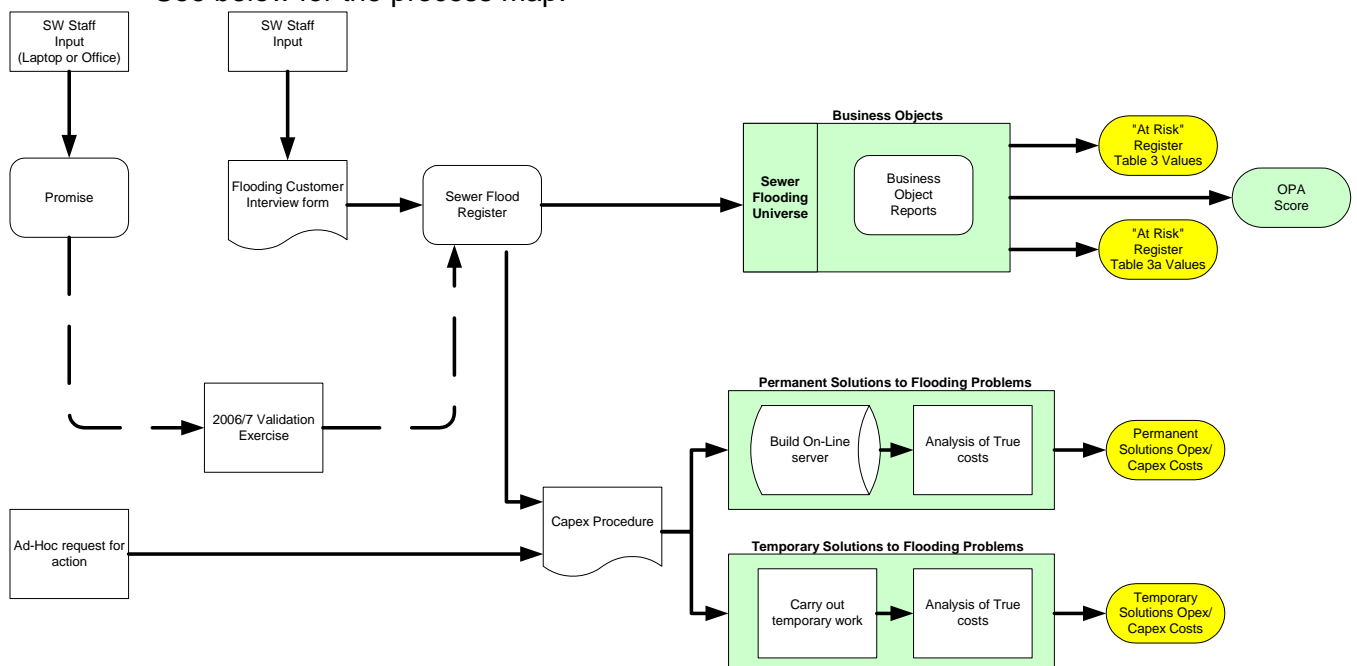 See below for the process map:
SW Staff
Input
(Laptop or Office)
SW Staff
Input
Promise
Flooding Customer
Interview form
Sewer Flood
Register
Business Objects
Sewer
Flooding
Universe
Business
Object
Reports
"At Risk"
Register
Table 3 Values
OPA
Score
"At Risk"
Register
Table 3a Values
2006/7 Validation
Exercise
Ad-Hoc request for
action
Capex Procedure
Permanent Solutions to Flooding Problems
Build On-Line
server
Analysis of True
costs
Permanent
Solutions Opex/
Capex Costs
Temporary Solutions to Flooding Problems
Carry out
temporary work
Analysis of True
costs
Temporary
Solutions Opex/
Capex Costs